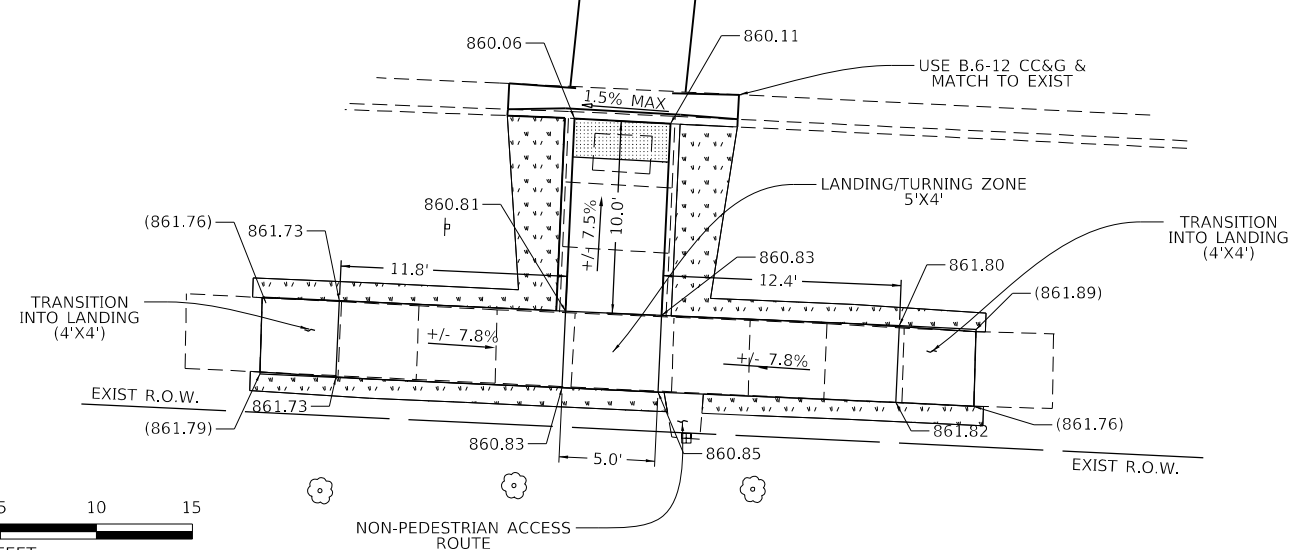 860.06
860.11
USE B.6-12 CC&G &
MATCH TO EXIST
1.5% MAX
LANDING/TURNING ZONE
5'X4'
860.81
+/- 7.5%
10.0'
(861.76)
861.73
TRANSITION
INTO LANDING
(4'X4')
860.83
861.80
11.8'
12.4'
(861.89)
TRANSITION
INTO LANDING
(4'X4')
+/- 7.8%
+/- 7.8%
EXIST R.O.W.
861.73
(861.79)
860.83
5.0'
860.85
861.82
(861.76)
EXIST R.O.W.
NON-PEDESTRIAN ACCESS
ROUTE
5
10
15